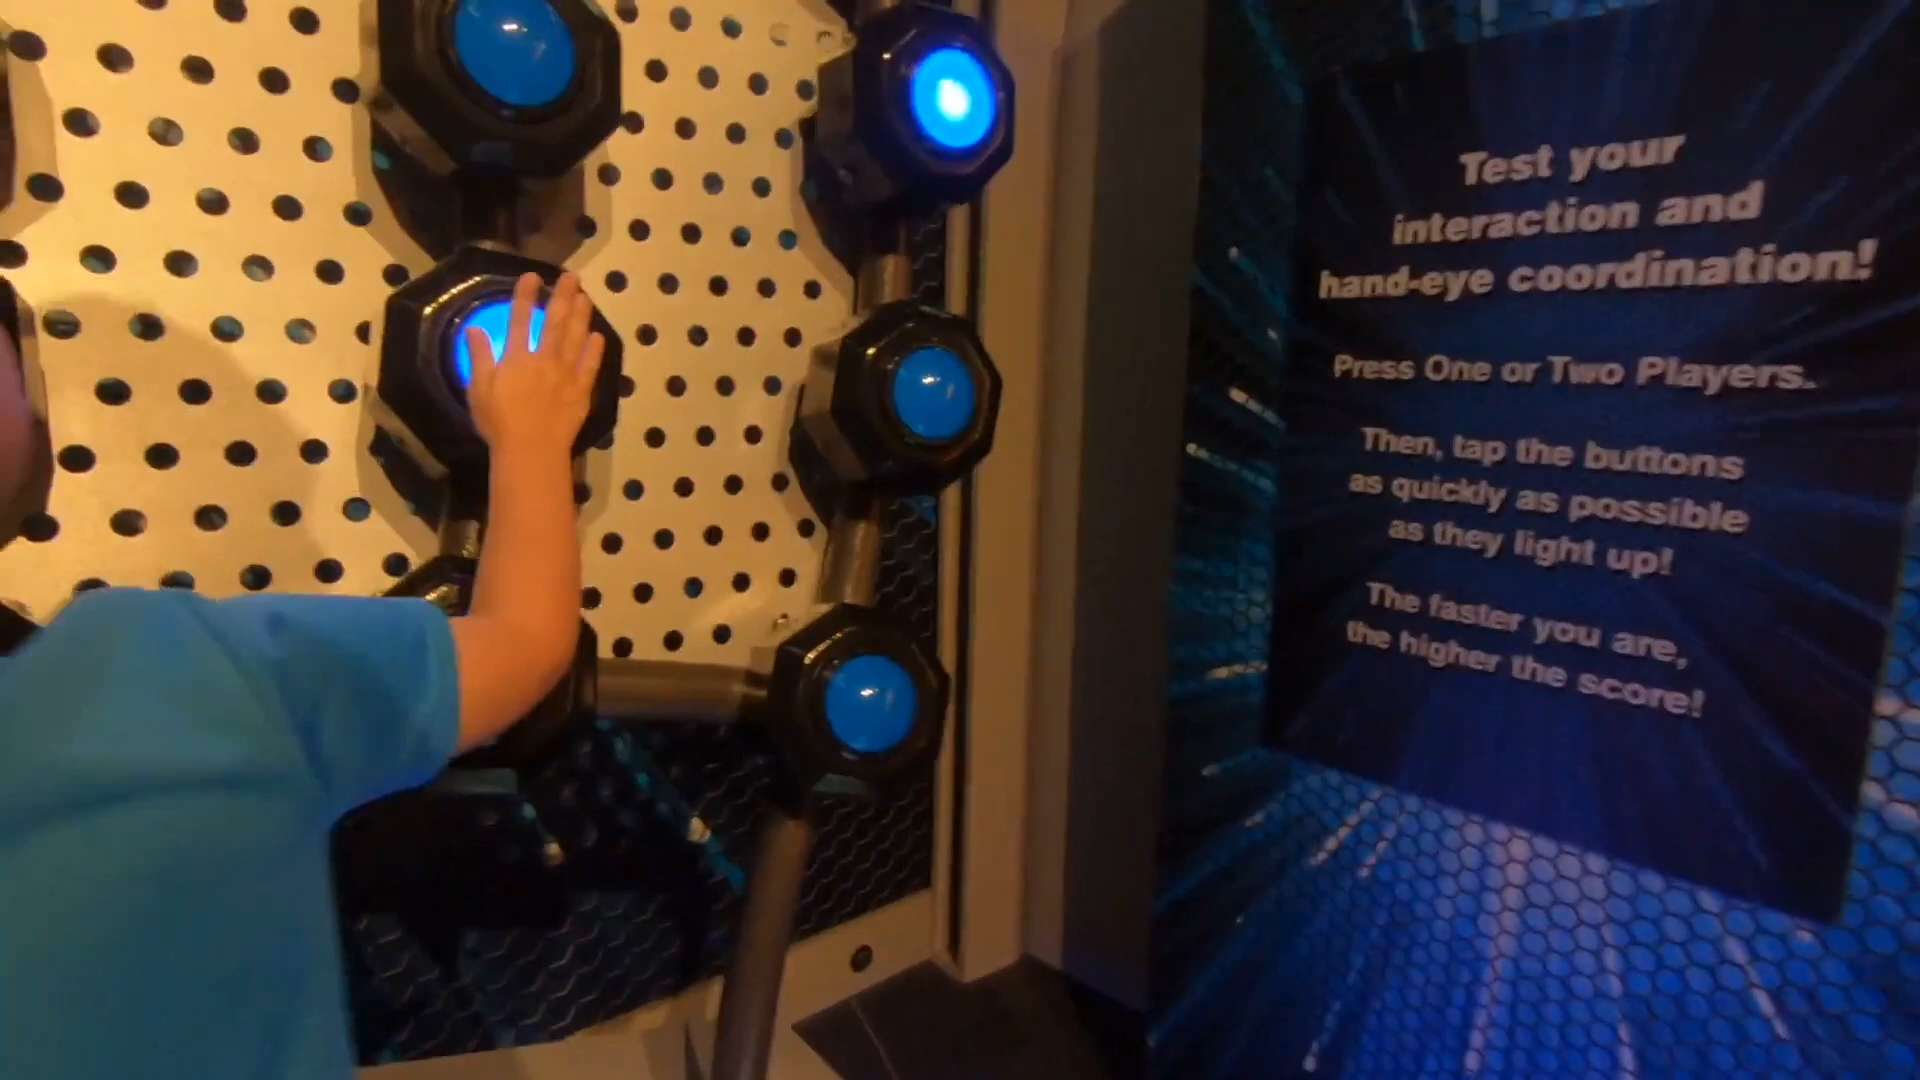 Test your
interaction and
hand-eye coordination!
Press One or Two Players.
Then, tap the buttons
as quickly as possible
as they light up!
The faster you are,
the higher the score!